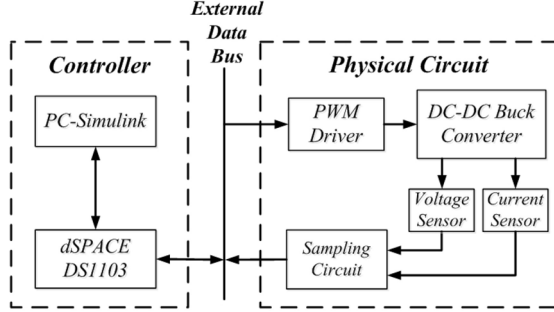 External
Data
Bus
Controller
PC-Simulink
dSPACE
DS1103
Physical Circuit
PWM
Driver
DC-DC Buck
Converter
Voltage
Sensor
Current
Sensor
Sampling
Circuit